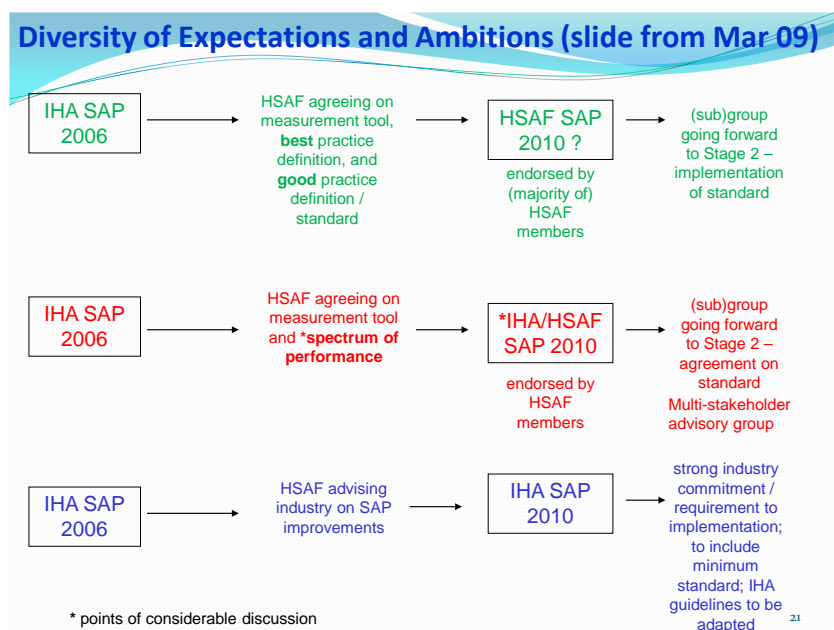 Diversity of Expectations and Ambitions (slide from Mar 09)
IHA SAP
2006
HSAF agreeing on
measurement tool,
best practice
definition, and
good practice
definition /
standard
HSAF SAP
2010 ?
endorsed by
(majority of)
HSAF
members
(sub)group
going forward
to Stage 2 –
implementation
of standard
IHA SAP
2006
HSAF agreeing on
measurement tool
and *spectrum of
performance
*IHA/HSAF
SAP 2010
endorsed by
HSAF
members
(sub)group
going forward
to Stage 2 –
agreement on
standard
Multi-stakeholder
advisory group
IHA SAP
2006
HSAF advising
industry on SAP
improvements
IHA SAP
2010
strong industry
commitment /
requirement to
implementation;
to include
minimum
standard; IHA
guidelines to be
adapted
* points of considerable discussion
21